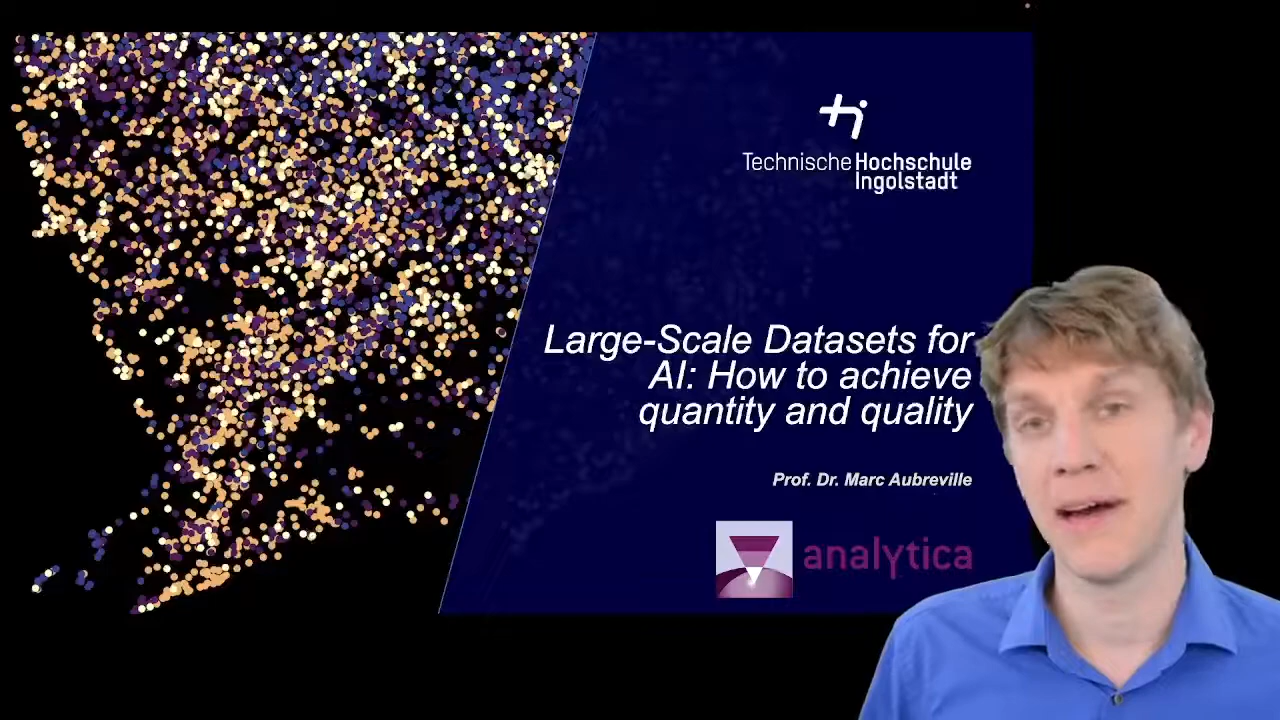 Technische Hochschule
Ingolstadt
Large-Scale Datasets for
AI: How to achieve
quantity and quality
Prof. Dr. Marc Aubreville
analytica